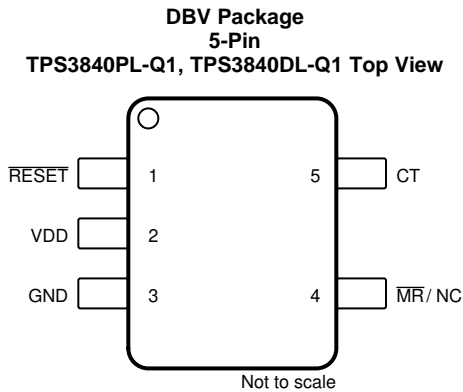 DBV Package
5-Pin
TPS3840PL-Q1, TPS3840DL-Q1 Top View
RESET 1 5 CT
VDD 2
GND 3 4 MR/ NC
Not to scale